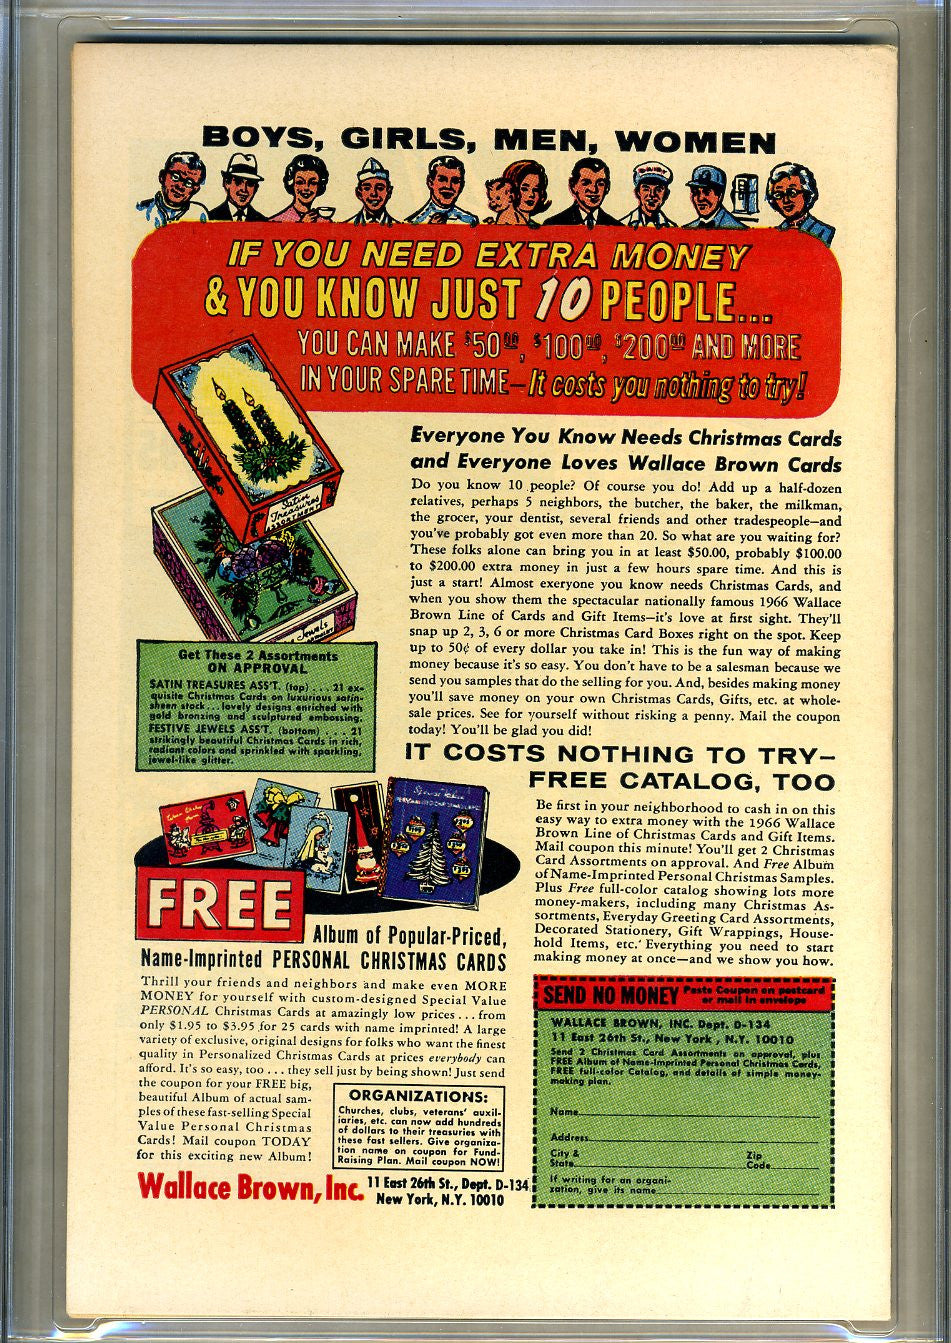 BOYS, GIRLS, MEN, WOMEN
DAIRY
IF YOU NEED EXTRA MONEY
& YOU KNOW JUST 10 PEOPLE...
YOU CAN MAKE $50.00, $100.00, $200.00 AND MORE
IN YOUR SPARE TIME—It costs you nothing to try!
Satin
Treasures
ASSORTMENT
Jewels
Everyone You Know Needs Christmas Cards
and Everyone Loves Wallace Brown Cards
Do you know 10 people? Of course you do! Add up a half-dozen
relatives, perhaps 5 neighbors, the butcher, the baker, the milkman,
the grocer, your dentist, several friends and other tradespeople—and
you've probably got even more than 20. So what are you waiting for?
These folks alone can bring you in at least $50.00, probably $100.00
to $200.00 extra money in just a few hours spare time. And this is
just a start! Almost exeryone you know needs Christmas Cards, and
when you show them the spectacular nationally famous 1966 Wallace
Brown Line of Cards and Gift Items—it's love at first sight. They'll
snap up 2, 3, 6 or more Christmas Card Boxes right on the spot. Keep
up to 50¢ of every dollar you take in! This is the fun way of making
money because it's so easy. You don't have to be a salesman because we
send you samples that do the selling for you. And, besides making money
you'll save money on your own Christmas Cards, Gifts, etc. at whole-
sale prices. See for yourself without risking a penny. Mail the coupon
today! You'll be glad you did!
Get These 2 Assortments
ON APPROVAL
SATIN TREASURES ASS'T. (top) . . . 21 ex-
quisite Christmas Cards on luxurious satin-
sheen stock . . . lovely designs enriched with
gold bronzing and sculptured embossing.
FESTIVE JEWELS ASS'T. (bottom) . . . 21
strikingly beautiful Christmas Cards in rich,
radiant colors and sprinkled with sparkling,
jewel-like glitter.
IT COSTS NOTHING TO TRY—
FREE CATALOG, TOO
Be first in your neighborhood to cash in on this
easy way to extra money with the 1966 Wallace
Brown Line of Christmas Cards and Gift Items.
Mail coupon this minute! You'll get 2 Christmas
Card Assortments on approval. And Free Album
of Name-Imprinted Personal Christmas Samples.
Plus Free full-color catalog showing lots more
money-makers, including many Christmas As-
sortments, Everyday Greeting Card Assortments,
Decorated Stationery, Gift Wrappings, House-
hold Items, etc. Everything you need to start
making money at once—and we show you how.
FREE
Album of Popular-Priced,
Name-Imprinted PERSONAL CHRISTMAS CARDS
Thrill your friends and neighbors and make even MORE
MONEY for yourself with custom-designed Special Value
PERSONAL Christmas Cards at amazingly low prices . . . from
only $1.95 to $3.95 for 25 cards with name imprinted! A large
variety of exclusive, original designs for folks who want the finest
quality in Personalized Christmas Cards at prices everybody can
afford. It's so easy, too . . . they sell just by being shown! Just send
the coupon for your FREE big,
beautiful Album of actual sam-
ples of these fast-selling Special
Value Personal Christmas
Cards! Mail coupon TODAY
for this exciting new Album!
ORGANIZATIONS:
Churches, clubs, veterans' auxil-
iaries, etc. can now add hundreds
of dollars to their treasuries with
these fast sellers. Give organiza-
tion name on coupon for Fund-
Raising Plan. Mail coupon NOW!
Wallace Brown, Inc.
11 East 26th St., Dept. D-134
New York, N.Y. 10010
SEND NO MONEY
Paste Coupon on postcard
or mail in envelope
WALLACE BROWN, INC. Dept. D-134
11 East 26th St., New York, N.Y. 10010
Send 2 Christmas Card Assortments on approval, plus
FREE Album of Name-Imprinted Personal Christmas Cards,
FREE full-color Catalog, and details of simple money-
making plan.
Name
Address
City &
State
Zip
Code
If writing for an organi-
zation, give its name